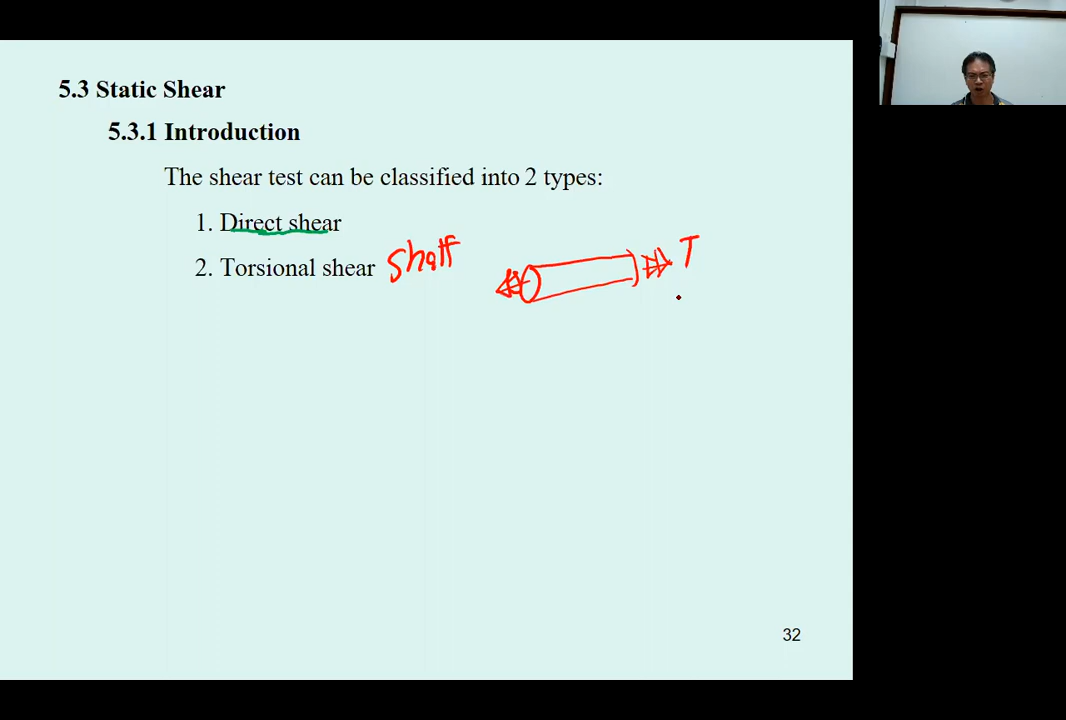 5.3 Static Shear
5.3.1 Introduction
The shear test can be classified into 2 types:
1. Direct shear
2. Torsional shear shaft
T
32